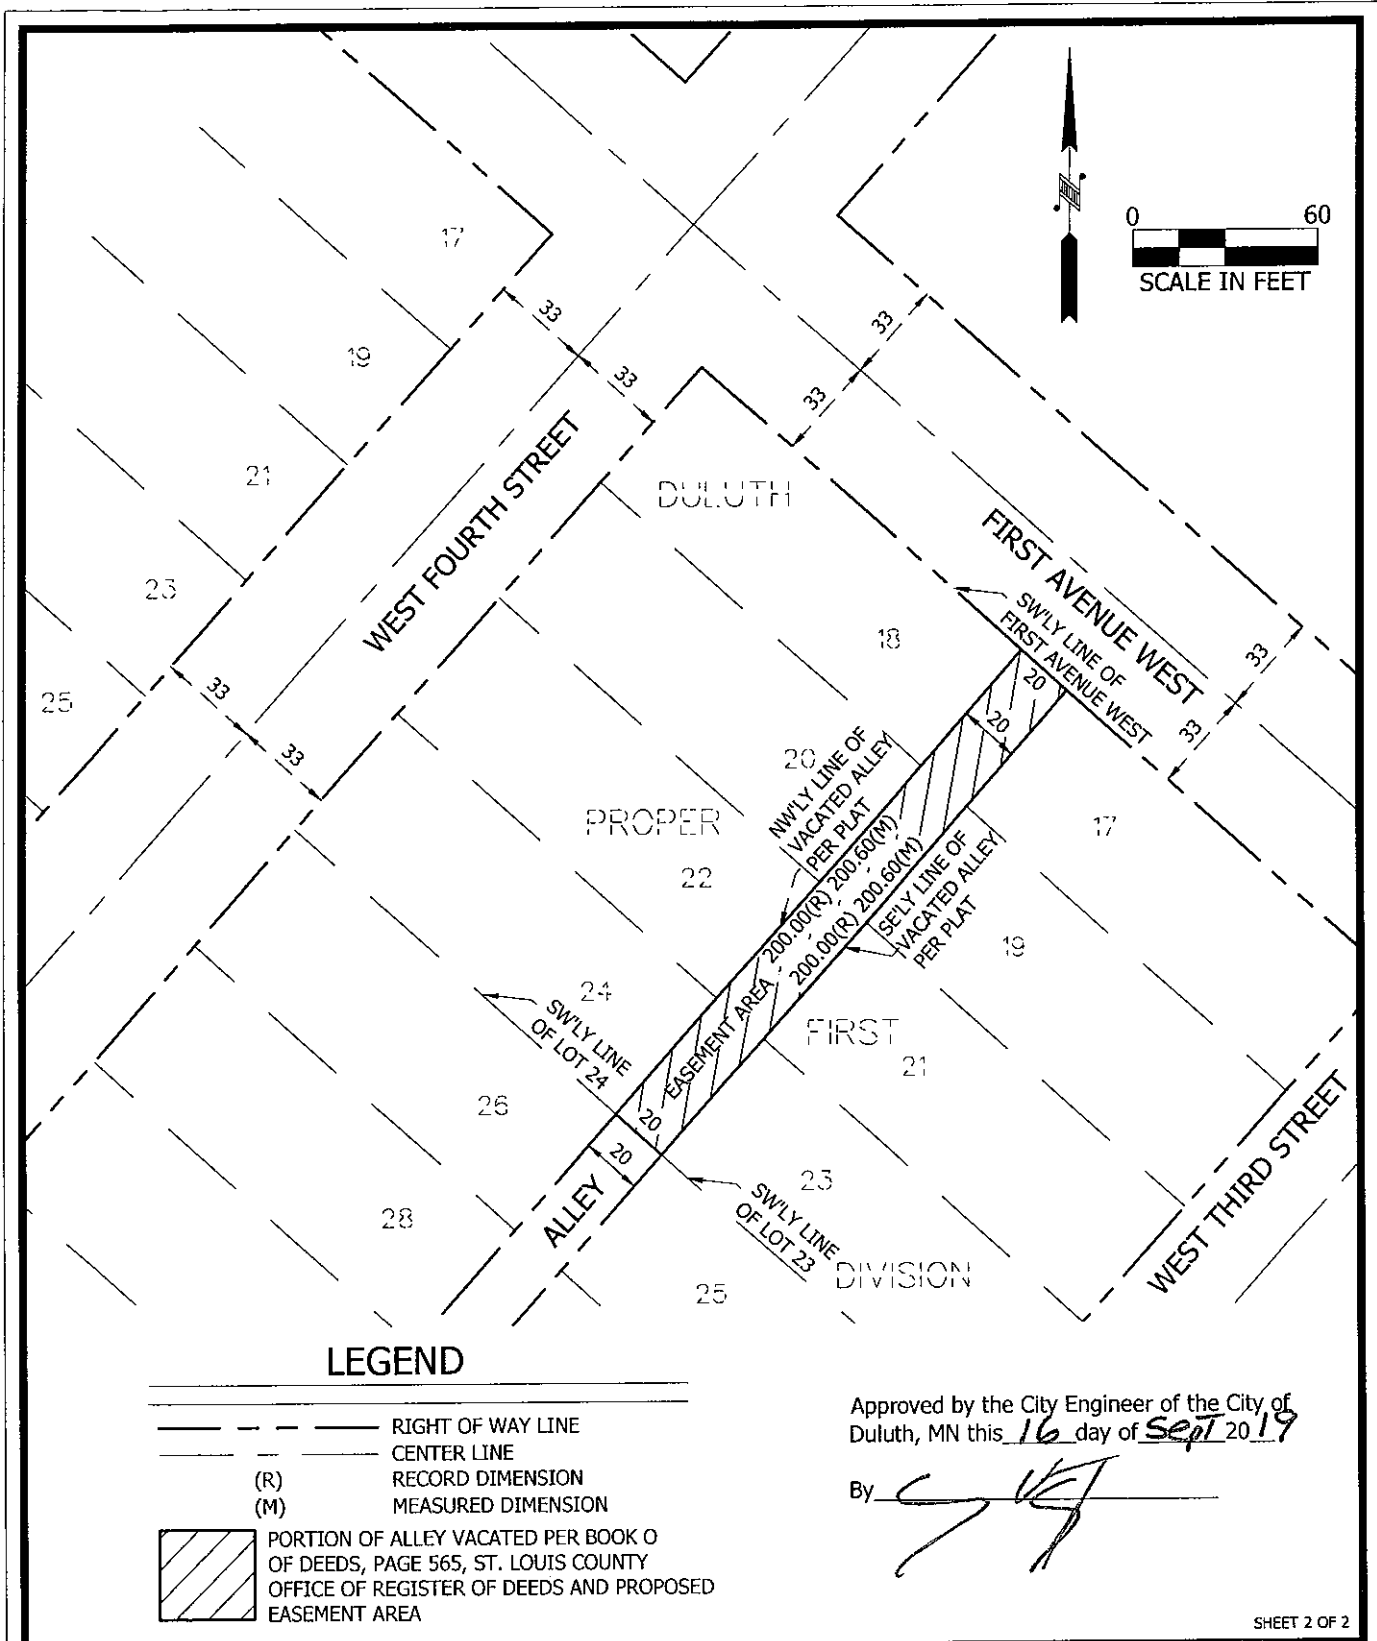 0 60
SCALE IN FEET
17
19
21
23
25
33
33
33
33
33
33
33
33
WEST FOURTH STREET
DULUTH
FIRST AVENUE WEST
SW'LY LINE OF
FIRST AVENUE WEST
18
20
20
20
NW'LY LINE OF
VACATED ALLEY
PER PLAT
200.00(R) 200.60(M)
200.00(R) 200.60(M)
SE'LY LINE OF
VACATED ALLEY
PER PLAT
17
PROPER
22
19
24
SW'LY LINE
OF LOT 24
EASEMENT AREA
FIRST
21
26
20
20
ALLEY
23
SW'LY LINE
OF LOT 23
WEST THIRD STREET
28
25
DIVISION
LEGEND
RIGHT OF WAY LINE
CENTER LINE
(R) RECORD DIMENSION
(M) MEASURED DIMENSION
PORTION OF ALLEY VACATED PER BOOK O
OF DEEDS, PAGE 565, ST. LOUIS COUNTY
OFFICE OF REGISTER OF DEEDS AND PROPOSED
EASEMENT AREA
Approved by the City Engineer of the City of
Duluth, MN this 16 day of Sept 20 19
By
SHEET 2 OF 2